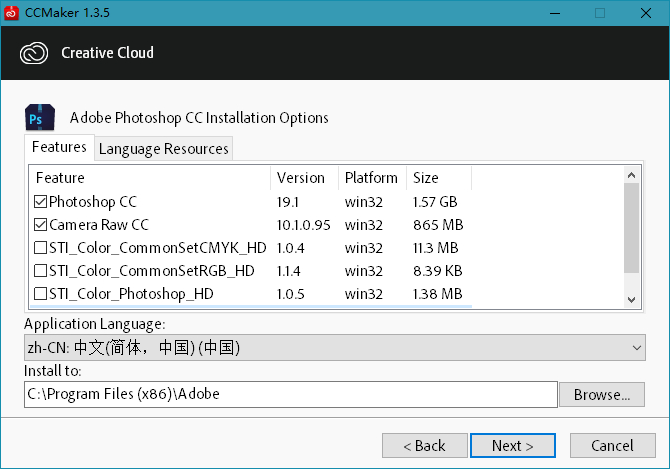 CCMaker 1.3.5
Creative Cloud
Ps Adobe Photoshop CC Installation Options
Features Language Resources
Feature Version Platform Size
Photoshop CC 19.1 win32 1.57 GB
Camera Raw CC 10.1.0.95 win32 865 MB
STI_Color_CommonSetCMYK_HD 1.0.4 win32 11.3 MB
STI_Color_CommonSetRGB_HD 1.1.4 win32 8.39 KB
STI_Color_Photoshop_HD 1.0.5 win32 1.38 MB
Application Language:
zh-CN: 中文(简体，中国) (中国)
Install to:
C:\Program Files (x86)\Adobe
Browse...
< Back Next > Cancel